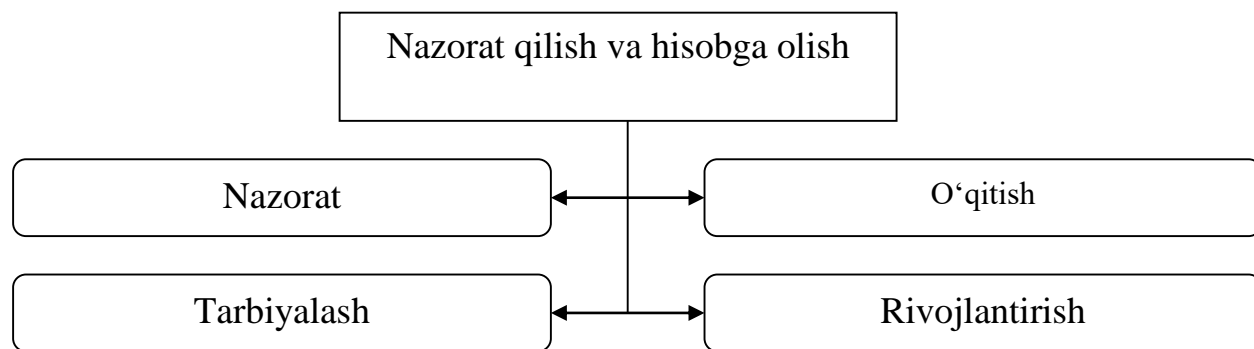 Nazorat qilish va hisobga olish
Nazorat
O‘qitish
Tarbiyalash
Rivojlantirish